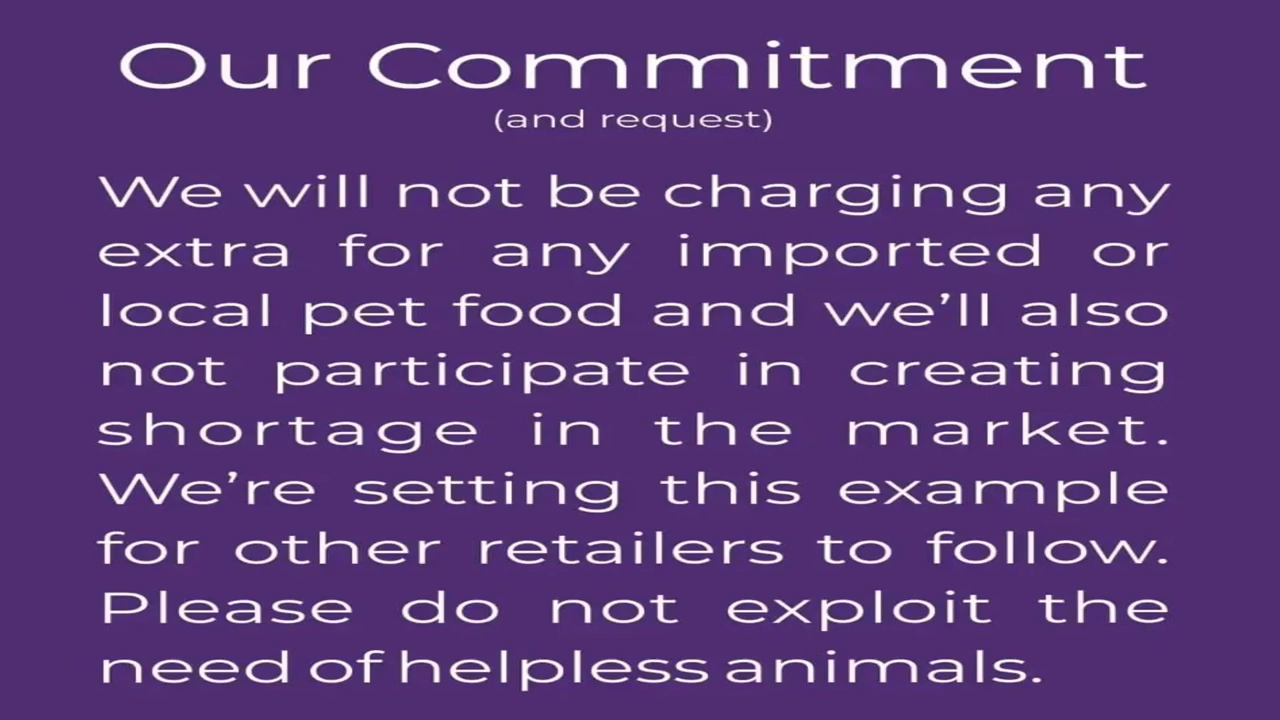 Our Commitment
(and request)
We will not be charging any
extra for any imported or
local pet food and we’ll also
not participate in creating
shortage in the market.
We’re setting this example
for other retailers to follow.
Please do not exploit the
need of helpless animals.